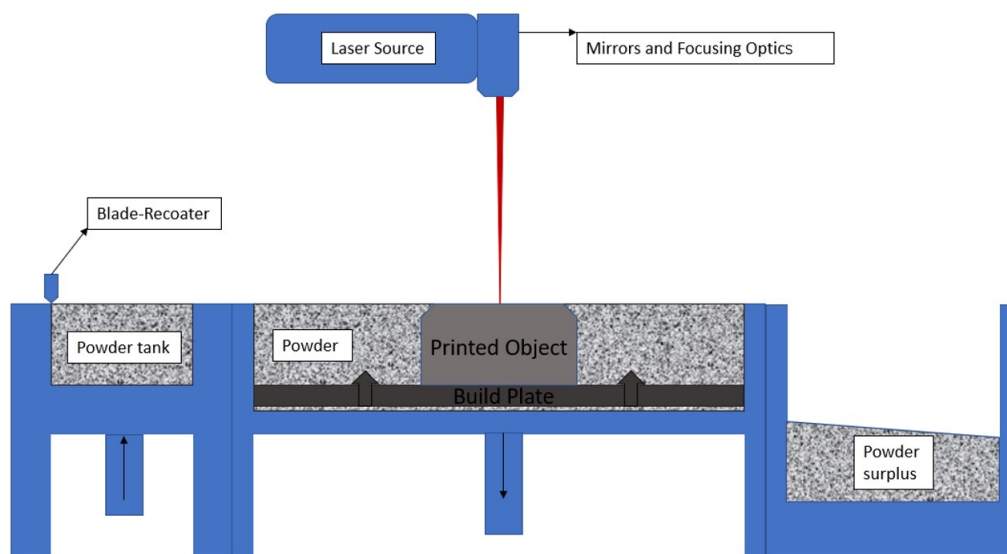 Laser Source
Mirrors and Focusing Optics
Blade-Recoater
Powder tank
Powder
Printed Object
Build Plate
Powder
surplus